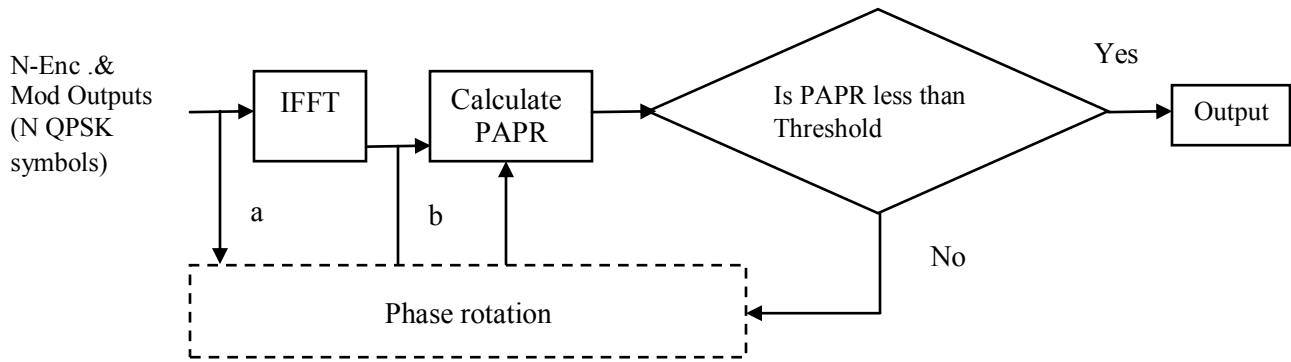 N-Enc .&
Mod Outputs
(N QPSK
symbols)
IFFT
Calculate
PAPR
Is PAPR less than
Threshold
Yes
Output
a
b
No
Phase rotation